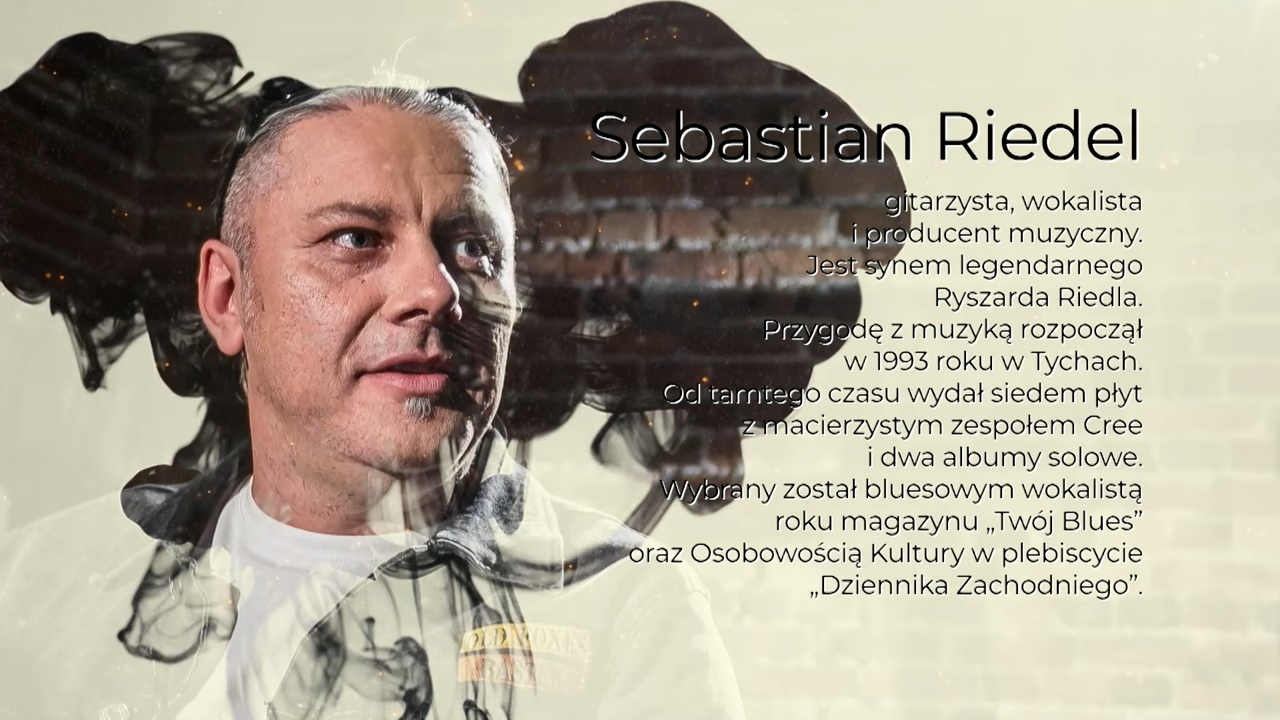 Sebastian Riedel
gitarzysta, wokalista
i producent muzyczny.
Jest synem legendarnego
Ryszarda Riedla.
Przygodę z muzyką rozpoczął
w 1993 roku w Tychach.
Od tamtego czasu wydał siedem płyt
z macierzystym zespołem Cree
i dwa albumy solowe.
Wybrany został bluesowym wokalistą
roku magazynu „Twój Blues”
oraz Osobowością Kultury w plebiscycie
„Dziennika Zachodniego”.